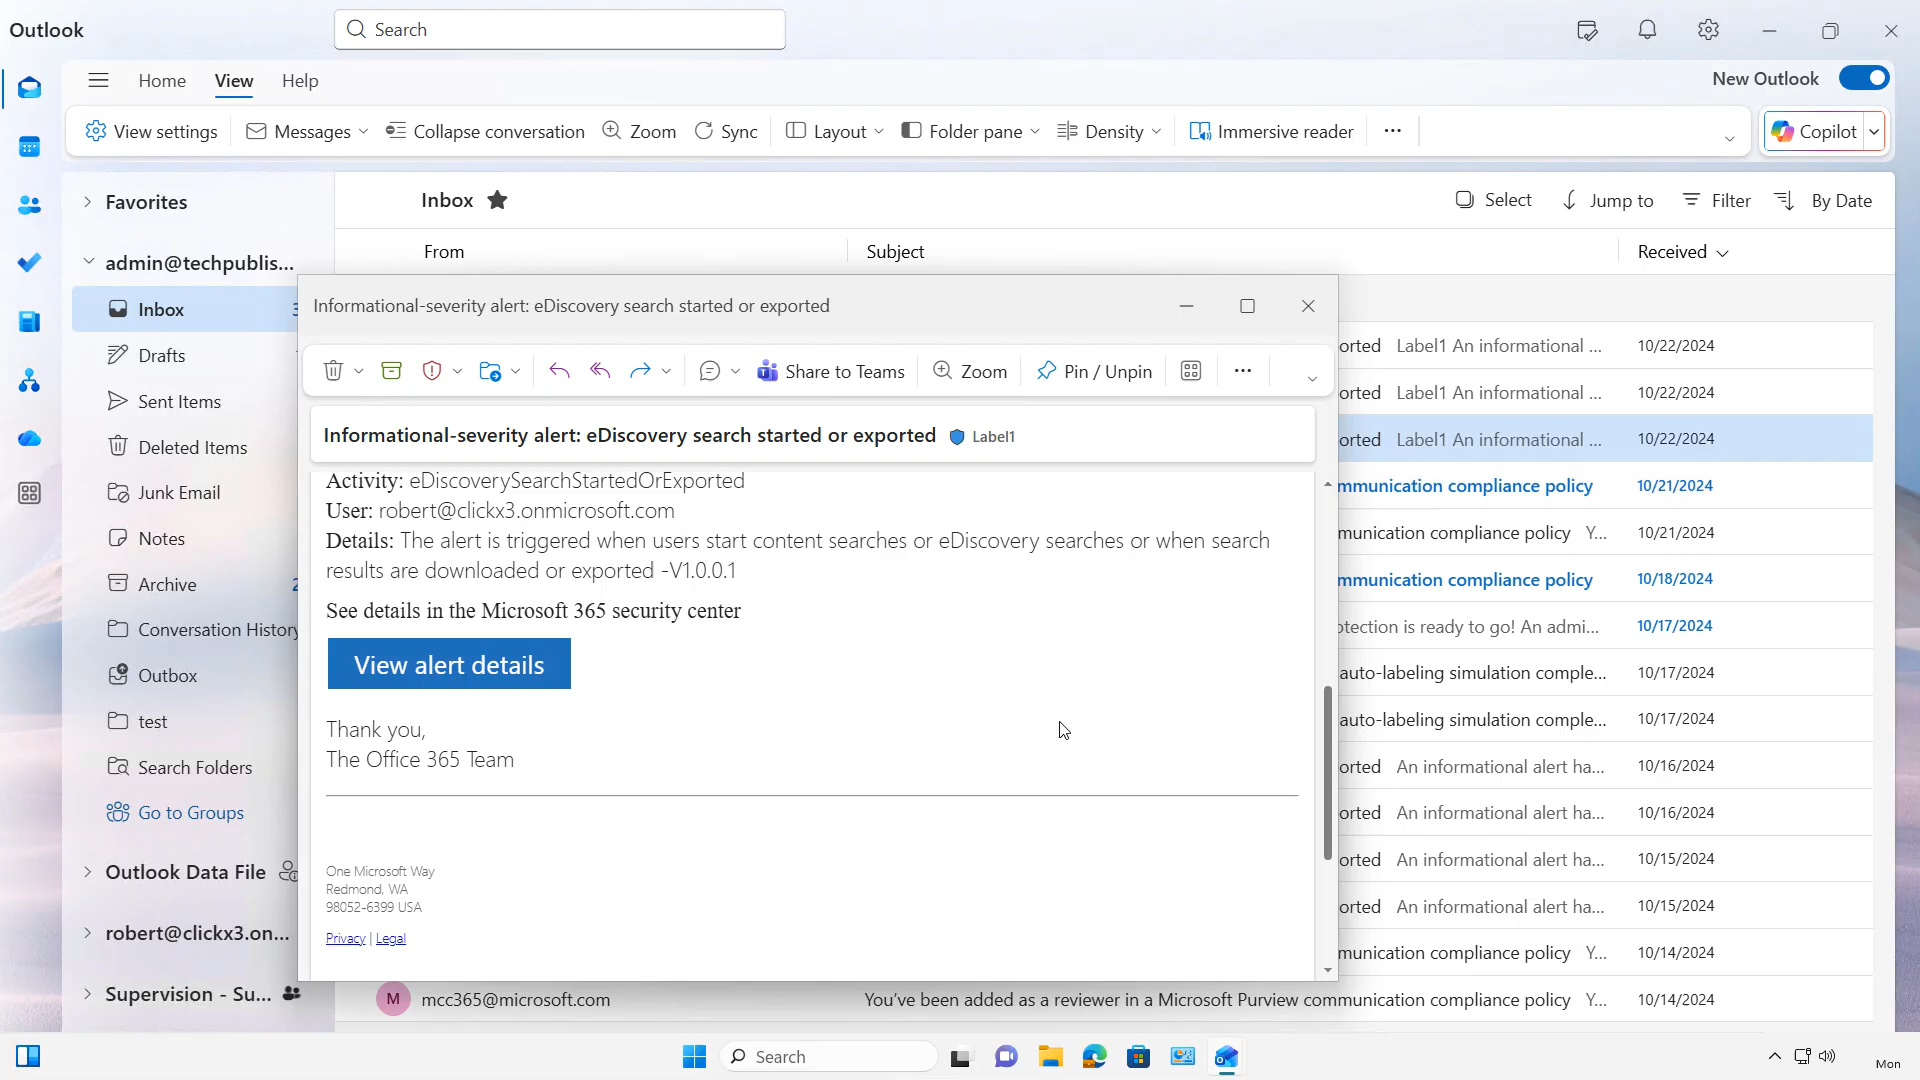 Outlook
Search
Home View Help
New Outlook
View settings Messages Collapse conversation Zoom Sync Layout Folder pane Density Immersive reader ··· Copilot
Favorites
admin@techpublis...
Inbox
Drafts
Sent Items
Deleted Items
Junk Email
Notes
Archive
Conversation History
Outbox
test
Search Folders
Go to Groups
Outlook Data File
robert@clickx3.on...
Supervision - Su...
Inbox
Select Jump to Filter By Date
From Subject Received
Informational-severity alert: eDiscovery search started or exported
Share to Teams Zoom Pin / Unpin ···
Informational-severity alert: eDiscovery search started or exported Label1
Activity: eDiscoverySearchStartedOrExported
User: robert@clickx3.onmicrosoft.com
Details: The alert is triggered when users start content searches or eDiscovery searches or when search
results are downloaded or exported -V1.0.0.1
See details in the Microsoft 365 security center
View alert details
Thank you,
The Office 365 Team
One Microsoft Way
Redmond, WA
98052-6399 USA
Privacy | Legal
orted Label1 An informational ... 10/22/2024
orted Label1 An informational ... 10/22/2024
orted Label1 An informational ... 10/22/2024
mmunication compliance policy 10/21/2024
munication compliance policy Y... 10/21/2024
mmunication compliance policy 10/18/2024
otection is ready to go! An admi... 10/17/2024
auto-labeling simulation comple... 10/17/2024
auto-labeling simulation comple... 10/17/2024
orted An informational alert ha... 10/16/2024
orted An informational alert ha... 10/16/2024
orted An informational alert ha... 10/15/2024
orted An informational alert ha... 10/15/2024
munication compliance policy Y... 10/14/2024
M mcc365@microsoft.com You've been added as a reviewer in a Microsoft Purview communication compliance policy Y... 10/14/2024
Search
Mon